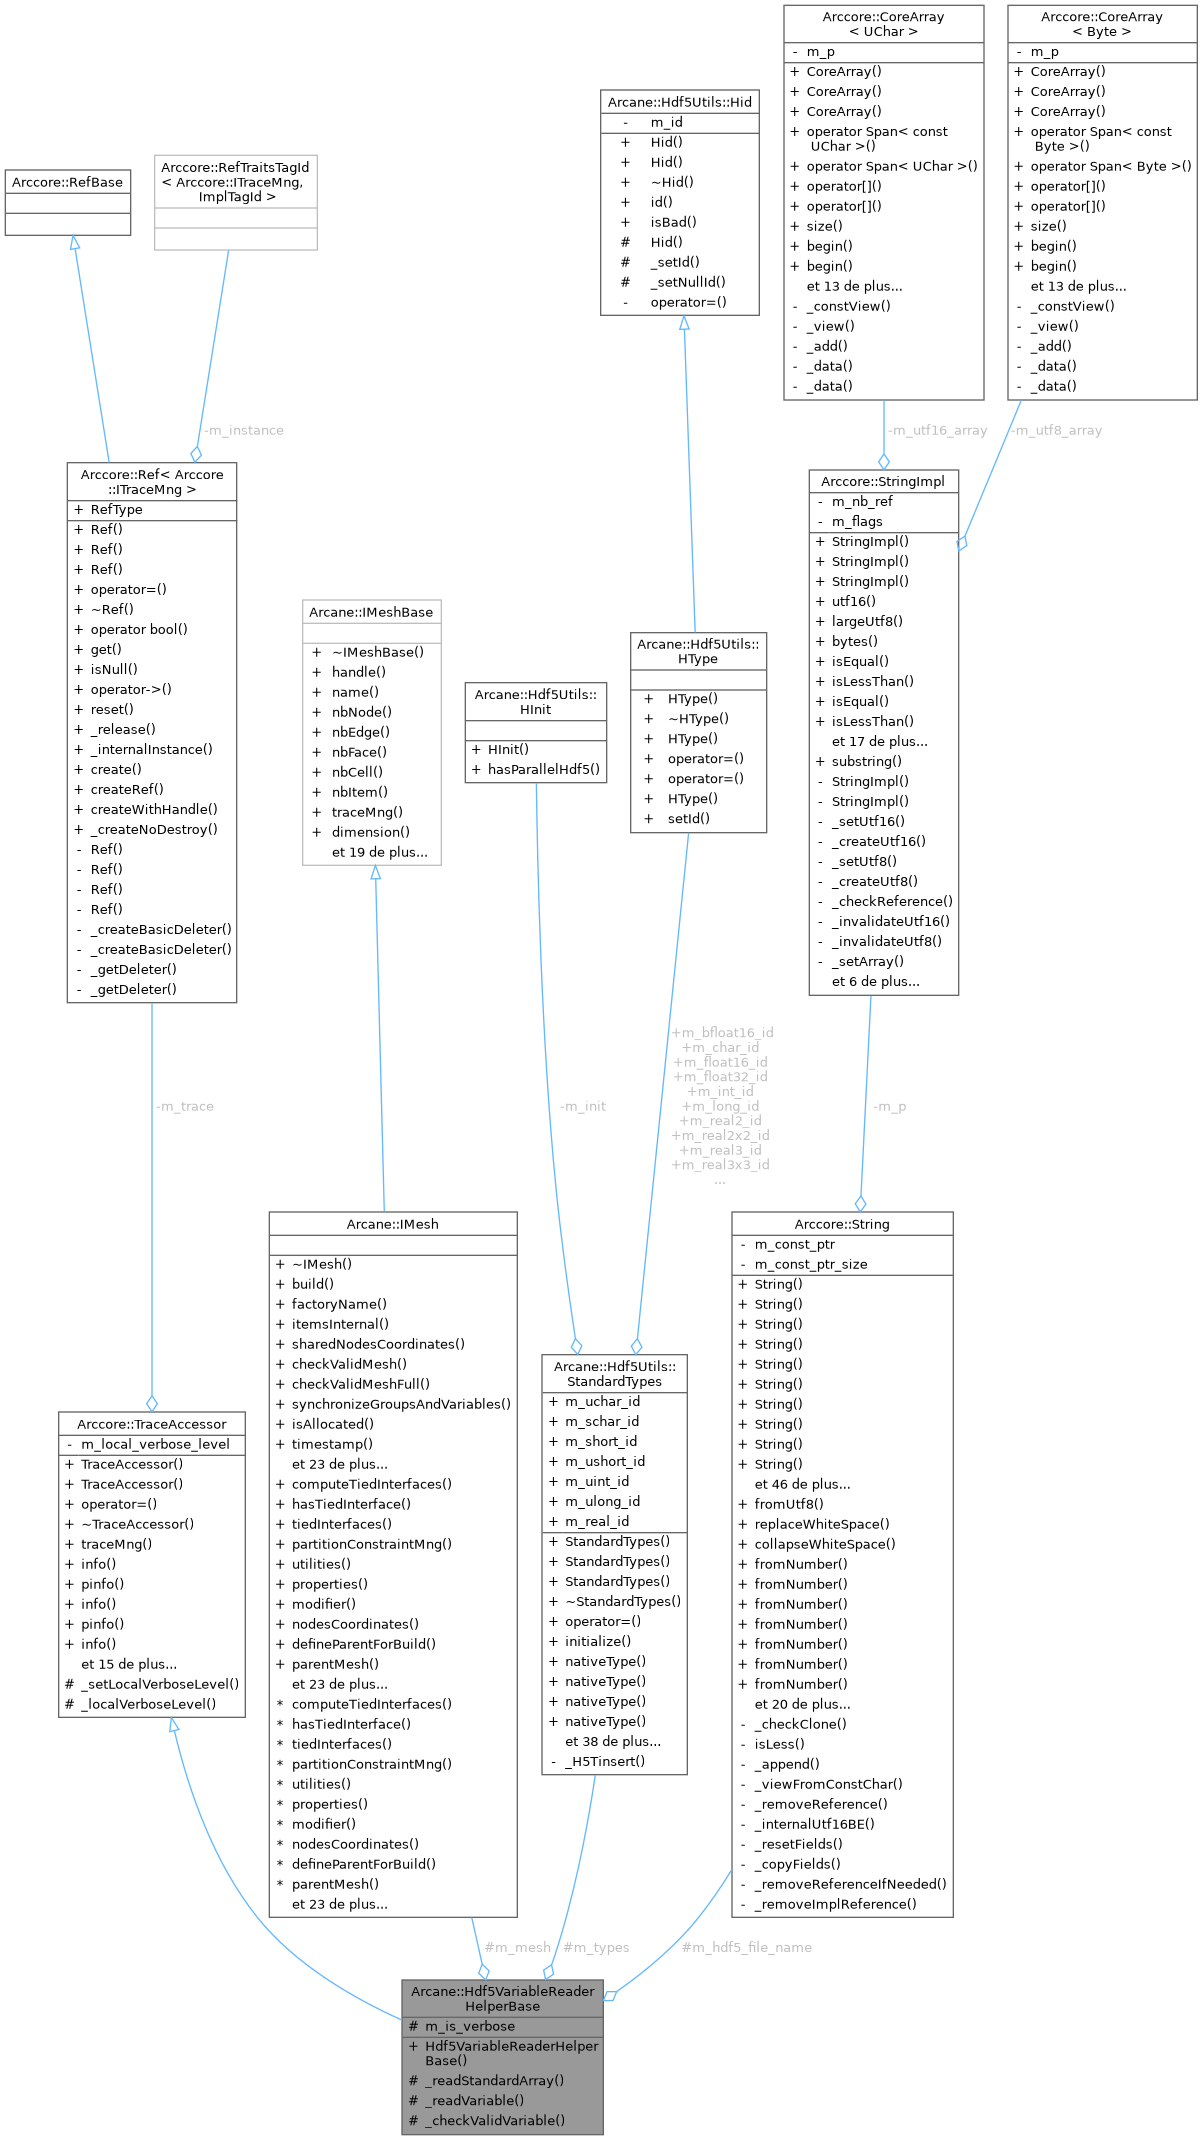 Arccore::CoreArray
< UChar >
- m_p
+ CoreArray()
+ CoreArray()
+ CoreArray()
+ operator Span< const
UChar >()
+ operator Span< UChar >()
+ operator[]()
+ operator[]()
+ size()
+ begin()
+ begin()
et 13 de plus...
- _constView()
- _view()
- _add()
- _data()
- _data()
Arccore::CoreArray
< Byte >
- m_p
+ CoreArray()
+ CoreArray()
+ CoreArray()
+ operator Span< const
Byte >()
+ operator Span< Byte >()
+ operator[]()
+ operator[]()
+ size()
+ begin()
+ begin()
et 13 de plus...
- _constView()
- _view()
- _add()
- _data()
- _data()
Arcane::Hdf5Utils::Hid
- m_id
+ Hid()
+ Hid()
+ ~Hid()
+ id()
+ isBad()
# Hid()
# _setId()
# _setNullId()
- operator=()
Arccore::RefBase
Arccore::RefTraitsTagId
< Arccore::ITraceMng,
ImplTagId >
-m_instance
-m_utf16_array
-m_utf8_array
Arccore::Ref< Arccore
::ITraceMng >
+ RefType
+ Ref()
+ Ref()
+ Ref()
+ operator=()
+ ~Ref()
+ operator bool()
+ get()
+ isNull()
+ operator->()
+ reset()
+ _release()
+ _internalInstance()
+ create()
+ createRef()
+ createWithHandle()
+ _createNoDestroy()
- Ref()
- Ref()
- Ref()
- Ref()
- _createBasicDeleter()
- _createBasicDeleter()
- _getDeleter()
- _getDeleter()
Arcane::IMeshBase
+ ~IMeshBase()
+ handle()
+ name()
+ nbNode()
+ nbEdge()
+ nbFace()
+ nbCell()
+ nbItem()
+ traceMng()
+ dimension()
et 19 de plus...
Arcane::Hdf5Utils::
HInit
+ HInit()
+ hasParallelHdf5()
Arcane::Hdf5Utils::
HType
+ HType()
+ ~HType()
+ HType()
+ operator=()
+ operator=()
+ HType()
+ setId()
Arccore::StringImpl
- m_nb_ref
- m_flags
+ StringImpl()
+ StringImpl()
+ StringImpl()
+ utf16()
+ largeUtf8()
+ bytes()
+ isEqual()
+ isLessThan()
+ isEqual()
+ isLessThan()
et 17 de plus...
+ substring()
- StringImpl()
- StringImpl()
- _setUtf16()
- _createUtf16()
- _setUtf8()
- _createUtf8()
- _checkReference()
- _invalidateUtf16()
- _invalidateUtf8()
- _setArray()
et 6 de plus...
-m_trace
-m_init
+m_bfloat16_id
+m_char_id
+m_float16_id
+m_float32_id
+m_int_id
+m_long_id
+m_real2_id
+m_real2x2_id
+m_real3_id
+m_real3x3_id
...
-m_p
Arccore::TraceAccessor
- m_local_verbose_level
+ TraceAccessor()
+ TraceAccessor()
+ operator=()
+ ~TraceAccessor()
+ traceMng()
+ info()
+ pinfo()
+ info()
+ pinfo()
+ info()
et 15 de plus...
# _setLocalVerboseLevel()
# _localVerboseLevel()
Arcane::IMesh
+ ~IMesh()
+ build()
+ factoryName()
+ itemsInternal()
+ sharedNodesCoordinates()
+ checkValidMesh()
+ checkValidMeshFull()
+ synchronizeGroupsAndVariables()
+ isAllocated()
+ timestamp()
et 23 de plus...
+ computeTiedInterfaces()
+ hasTiedInterface()
+ tiedInterfaces()
+ partitionConstraintMng()
+ utilities()
+ properties()
+ modifier()
+ nodesCoordinates()
+ defineParentForBuild()
+ parentMesh()
et 23 de plus...
* computeTiedInterfaces()
* hasTiedInterface()
* tiedInterfaces()
* partitionConstraintMng()
* utilities()
* properties()
* modifier()
* nodesCoordinates()
* defineParentForBuild()
* parentMesh()
et 23 de plus...
Arcane::Hdf5Utils::
StandardTypes
+ m_uchar_id
+ m_schar_id
+ m_short_id
+ m_ushort_id
+ m_uint_id
+ m_ulong_id
+ m_real_id
+ StandardTypes()
+ StandardTypes()
+ StandardTypes()
+ ~StandardTypes()
+ operator=()
+ initialize()
+ nativeType()
+ nativeType()
+ nativeType()
+ nativeType()
et 38 de plus...
- _H5Tinsert()
Arccore::String
- m_const_ptr
- m_const_ptr_size
+ String()
+ String()
+ String()
+ String()
+ String()
+ String()
+ String()
+ String()
+ String()
+ String()
et 46 de plus...
+ fromUtf8()
+ replaceWhiteSpace()
+ collapseWhiteSpace()
+ fromNumber()
+ fromNumber()
+ fromNumber()
+ fromNumber()
+ fromNumber()
+ fromNumber()
+ fromNumber()
et 20 de plus...
- _checkClone()
- isLess()
- _append()
- _viewFromConstChar()
- _removeReference()
- _internalUtf16BE()
- _resetFields()
- _copyFields()
- _removeReferenceIfNeeded()
- _removeImplReference()
#m_mesh
#m_types
#m_hdf5_file_name
Arcane::Hdf5VariableReader
HelperBase
# m_is_verbose
+ Hdf5VariableReaderHelper
Base()
# _readStandardArray()
# _readVariable()
# _checkValidVariable()